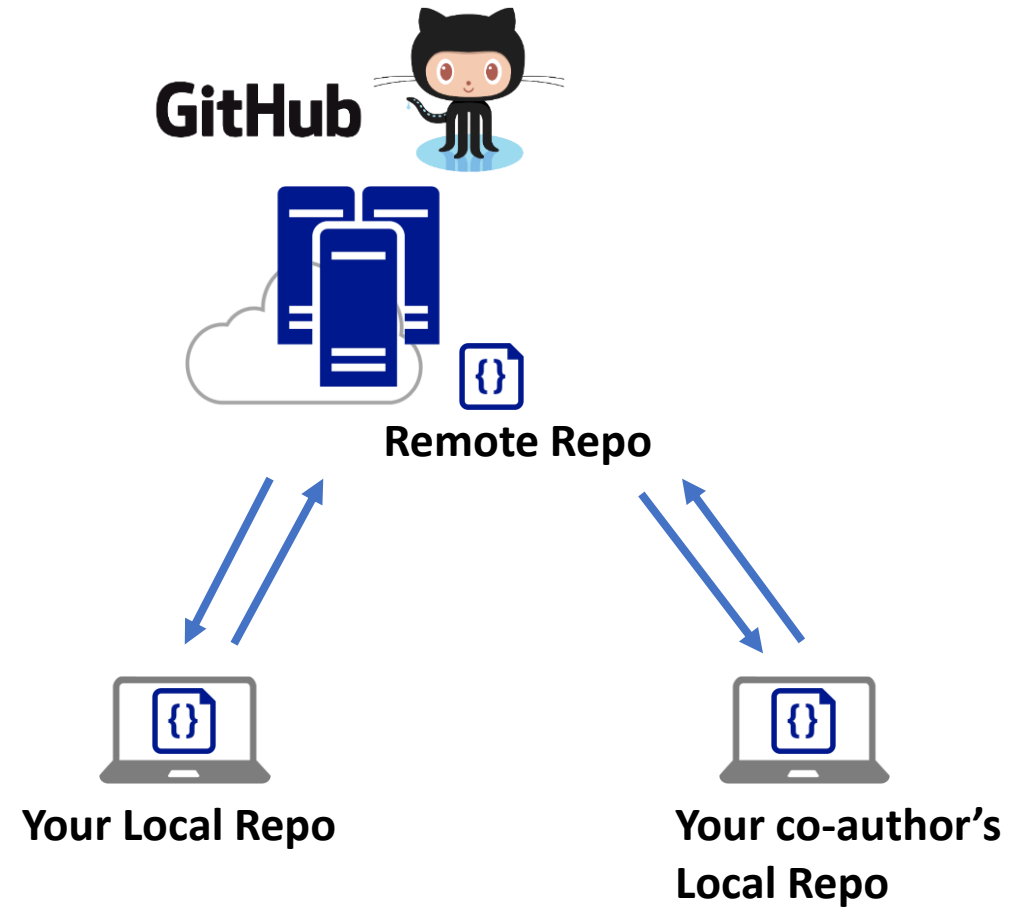 GitHub
{}
Remote Repo
{}
{}
Your Local Repo
Your co-author’s
Local Repo